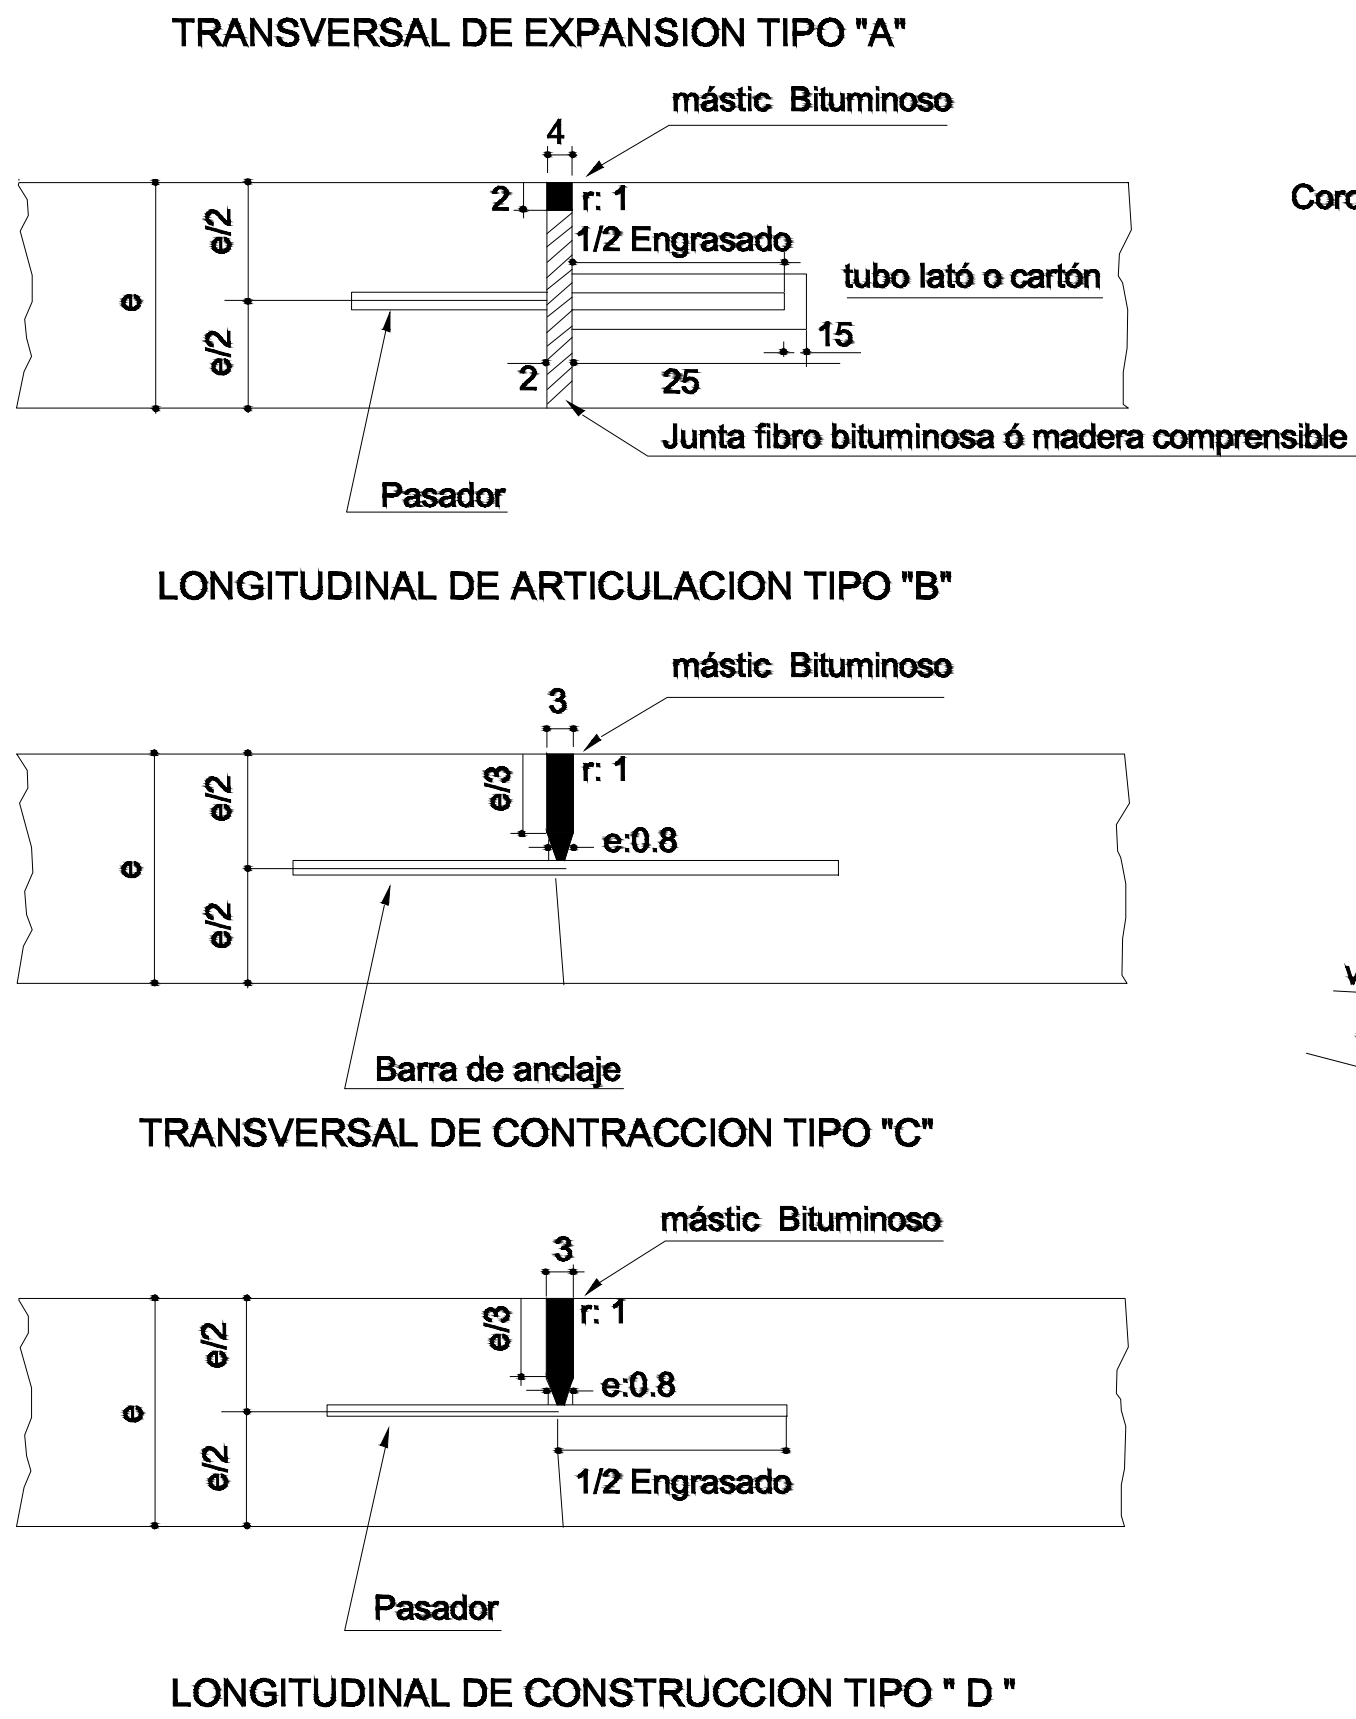 TRANSVERSAL DE EXPANSION TIPO "A"
mástic Bituminoso
4
2
r: 1
1/2 Engrasado
e/2
e
e/2
tubo lató o cartón
15
2
25
Junta fibro bituminosa ó madera comprensible
Pasador
LONGITUDINAL DE ARTICULACION TIPO "B"
mástic Bituminoso
3
r: 1
e/3
e:0.8
e/2
e
e/2
Barra de anclaje
TRANSVERSAL DE CONTRACCION TIPO "C"
mástic Bituminoso
3
r: 1
e/3
e:0.8
e/2
e
e/2
1/2 Engrasado
Pasador
LONGITUDINAL DE CONSTRUCCION TIPO " D "